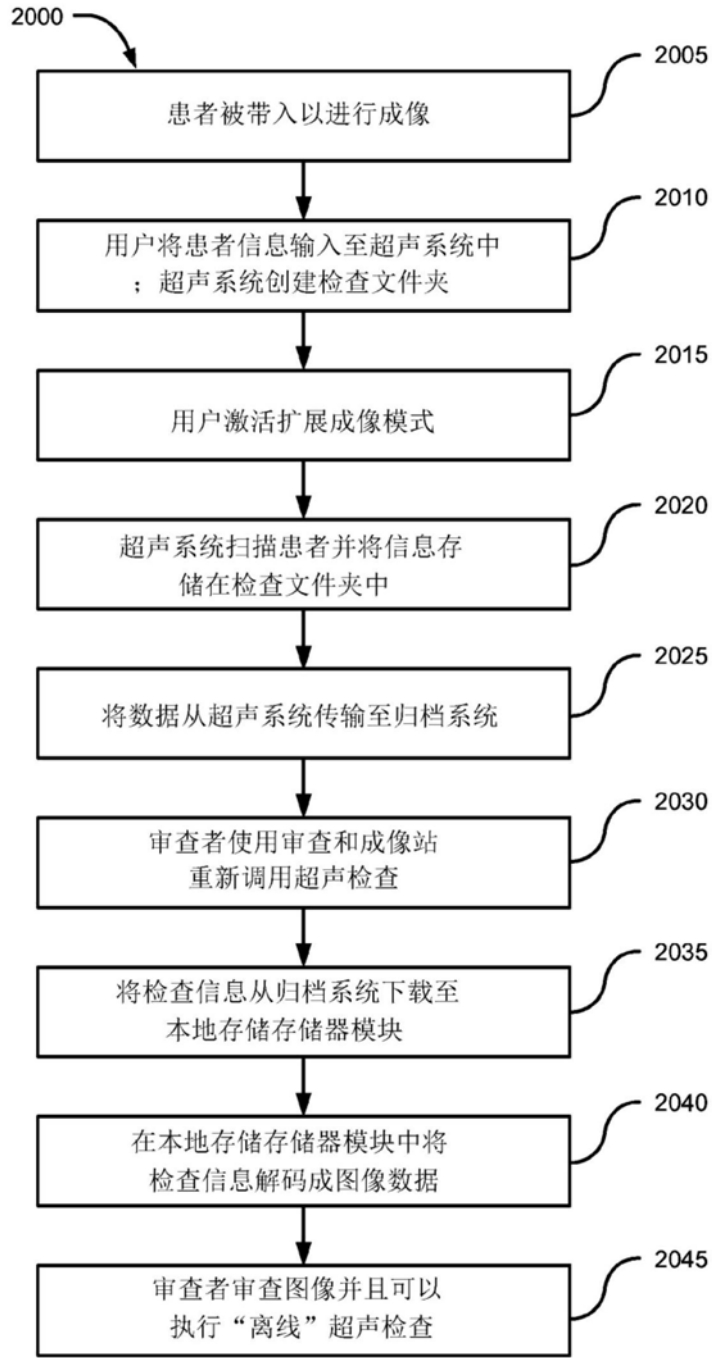 2000
2005
患者被带入以进行成像
2010
用户将患者信息输入至超声系统中
；超声系统创建检查文件夹
2015
用户激活扩展成像模式
2020
超声系统扫描患者并将信息存
储在检查文件夹中
2025
将数据从超声系统传输至归档系统
2030
审查者使用审查和成像站
重新调用超声检查
2035
将检查信息从归档系统下载至
本地存储存储器模块
2040
在本地存储存储器模块中将
检查信息解码成图像数据
2045
审查者审查图像并且可以
执行“离线”超声检查